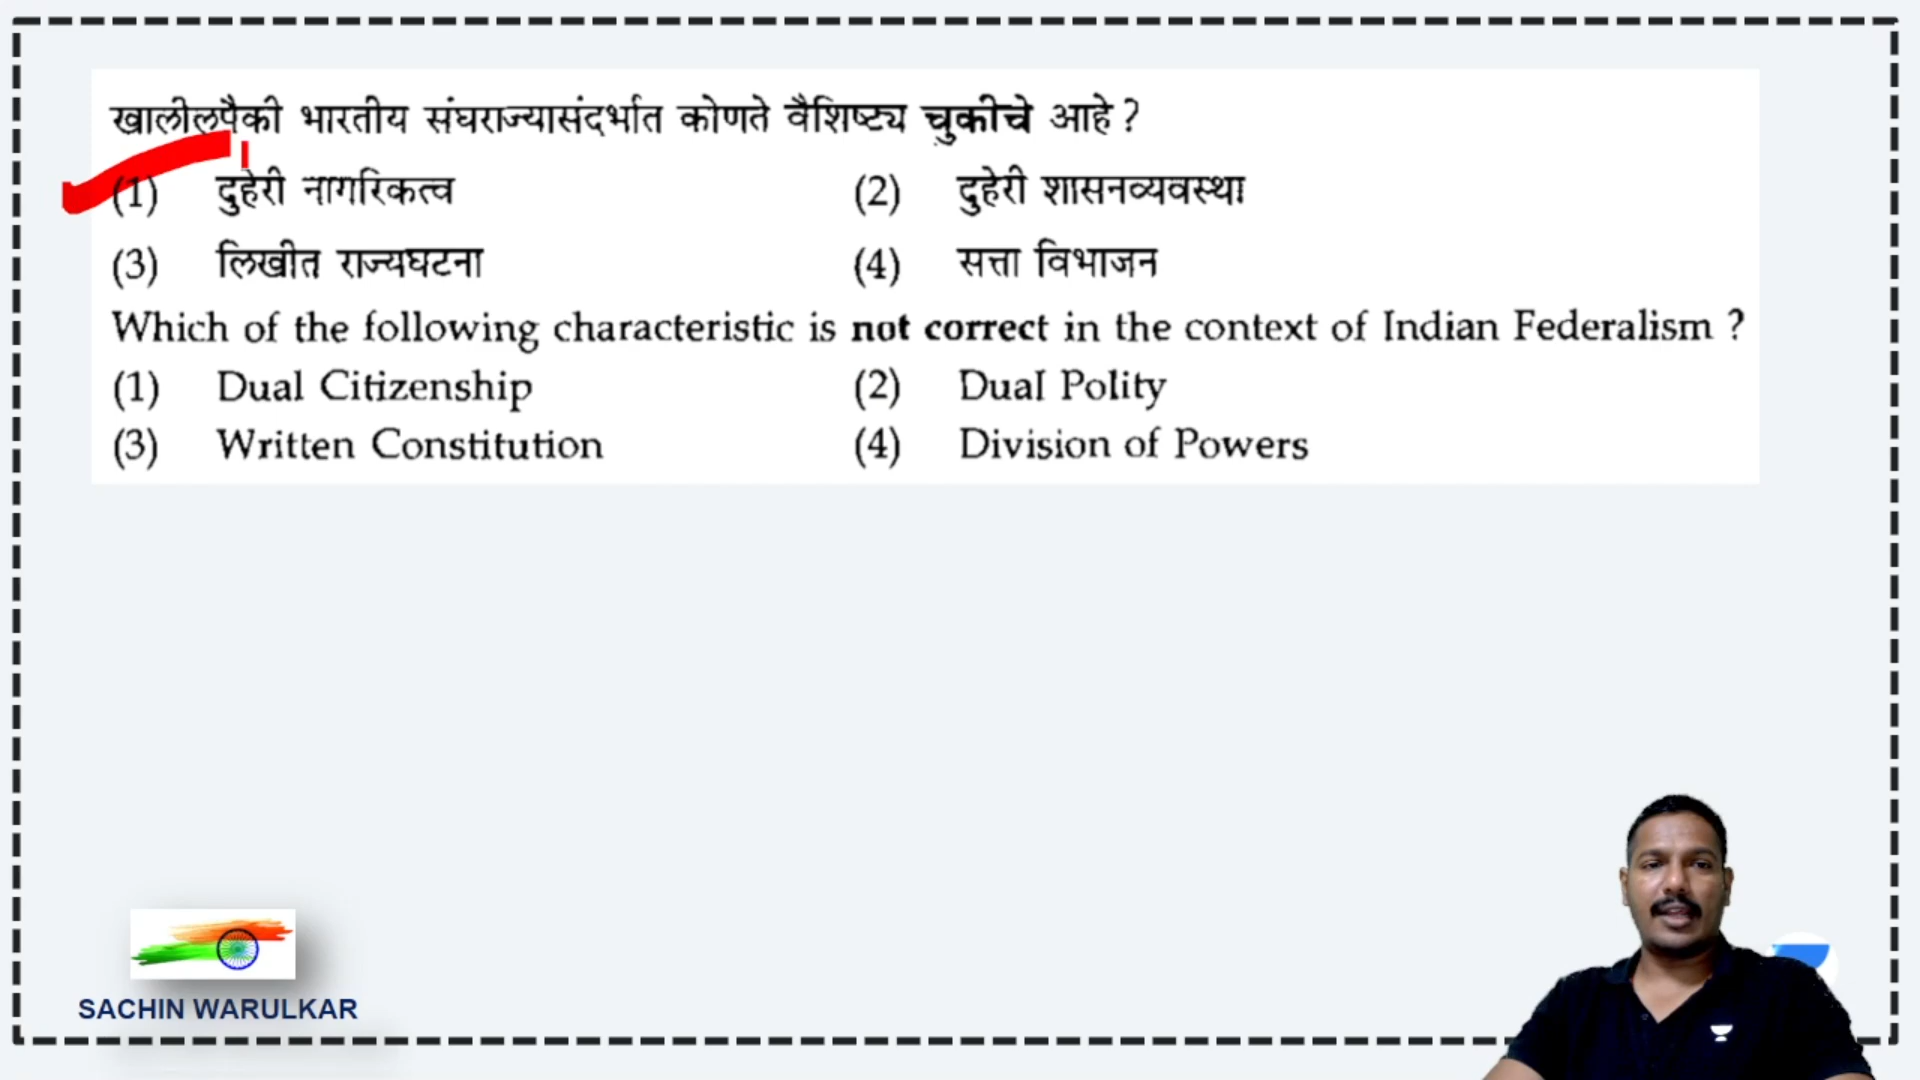 खालीलपैकी भारतीय संघराज्यासंदर्भात कोणते वैशिष्ट्य चुकीचे आहे ?
(1) दुहेरी नागरिकत्व (2) दुहेरी शासनव्यवस्था
(3) लिखीत राज्यघटना (4) सत्ता विभाजन
Which of the following characteristic is not correct in the context of Indian Federalism ?
(1) Dual Citizenship (2) Dual Polity
(3) Written Constitution (4) Division of Powers
SACHIN WARULKAR